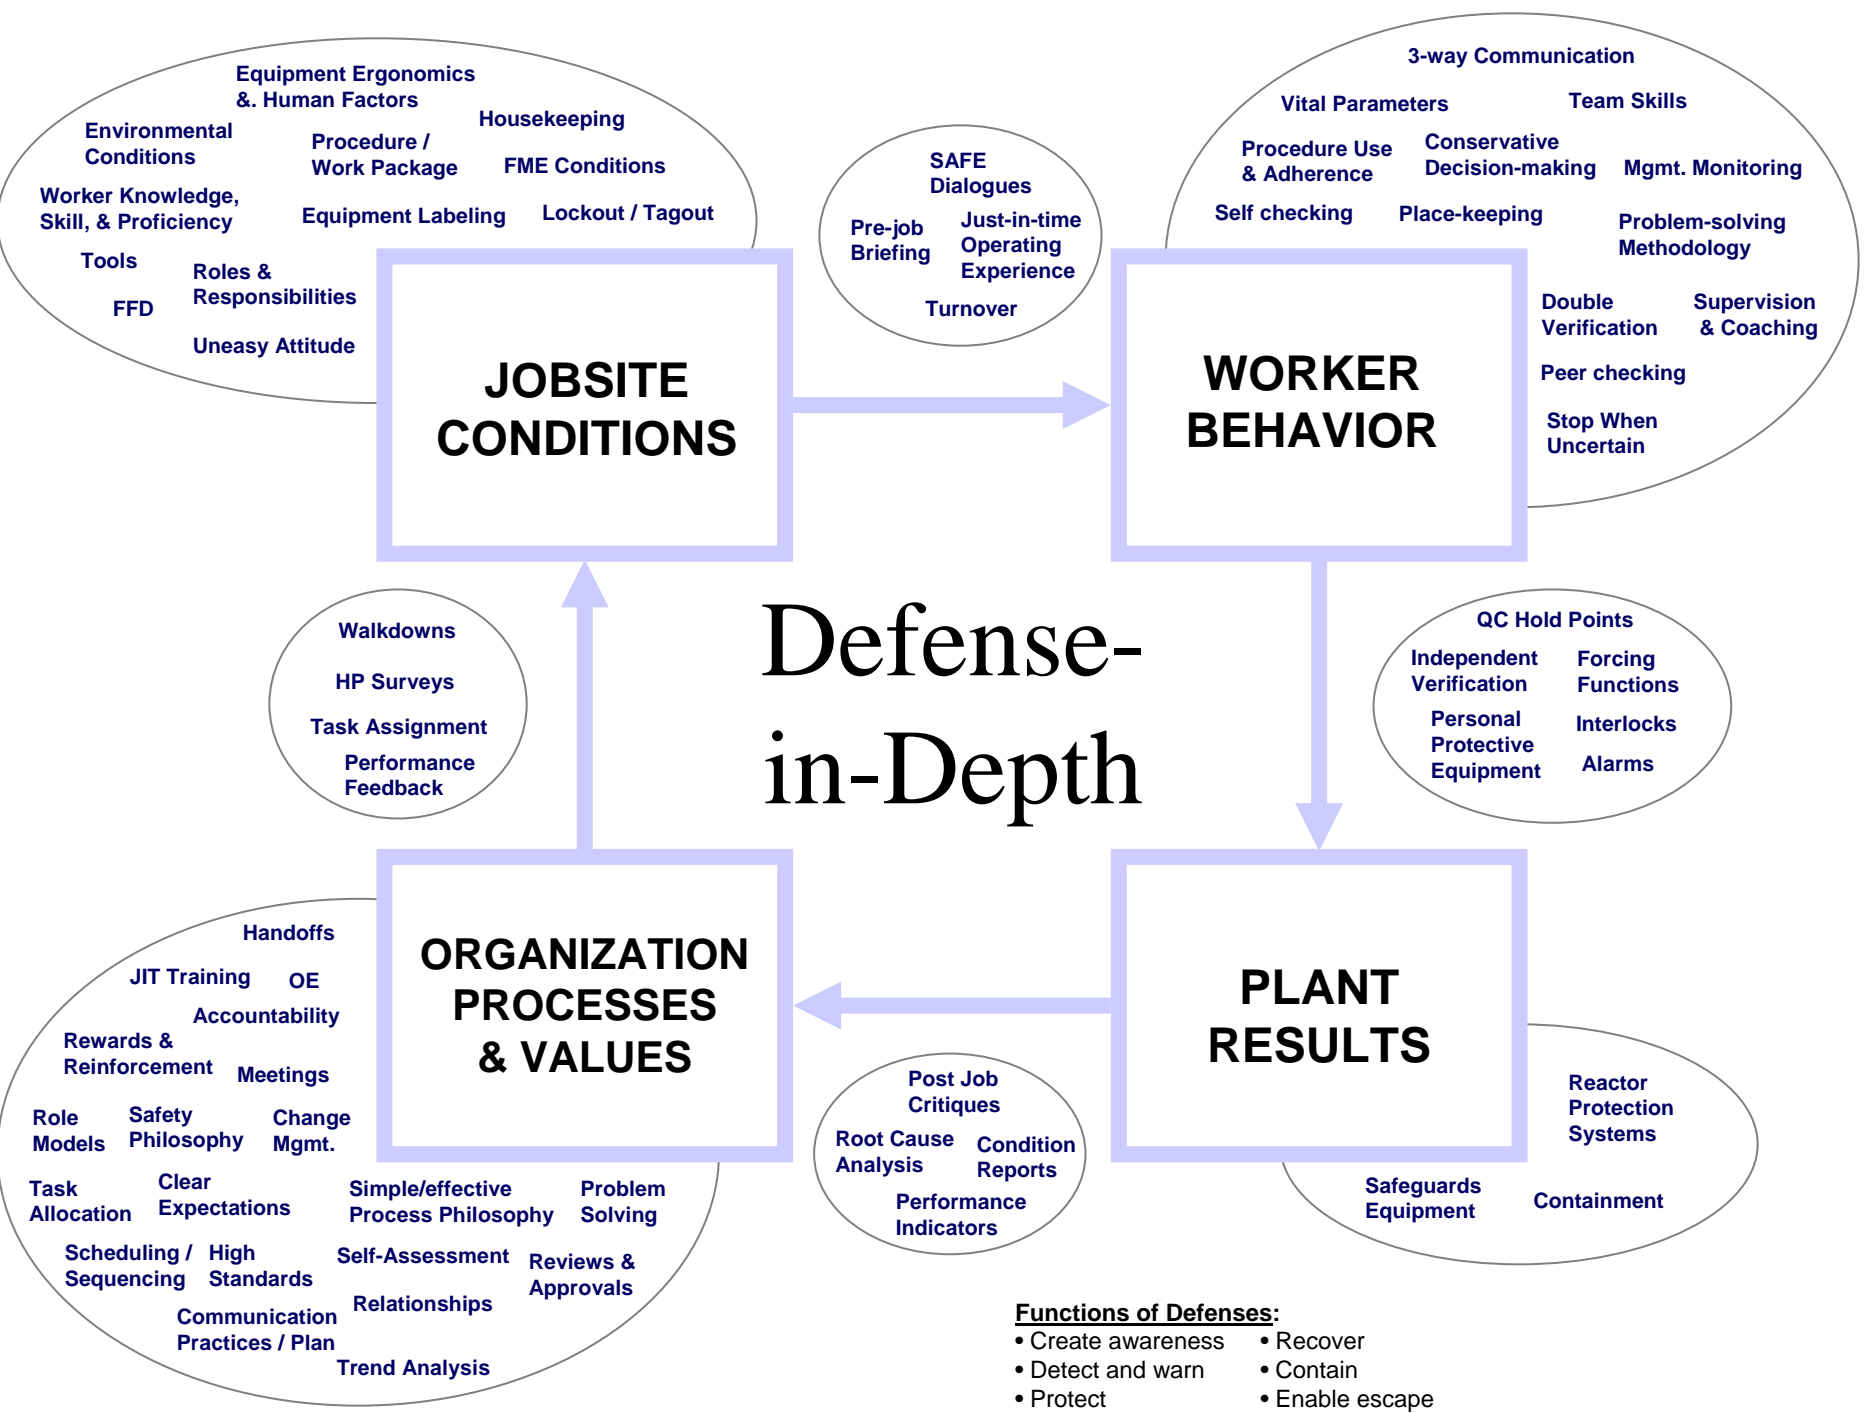 Equipment Ergonomics
&. Human Factors
Housekeeping
Environmental
Conditions
Procedure /
Work Package
FME Conditions
Worker Knowledge,
Skill, & Proficiency
Equipment Labeling
Lockout / Tagout
Tools
Roles &
Responsibilities
FFD
Uneasy Attitude
JOBSITE
CONDITIONS
SAFE
Dialogues
Pre-job
Briefing
Just-in-time
Operating
Experience
Turnover
3-way Communication
Vital Parameters
Team Skills
Procedure Use
& Adherence
Conservative
Decision-making
Mgmt. Monitoring
Self checking
Place-keeping
Problem-solving
Methodology
Double
Verification
Supervision
& Coaching
Peer checking
Stop When
Uncertain
WORKER
BEHAVIOR
Walkdowns
HP Surveys
Task Assignment
Performance
Feedback
Defense-
in-Depth
QC Hold Points
Independent
Verification
Forcing
Functions
Personal
Protective
Equipment
Interlocks
Alarms
Handoffs
JIT Training
OE
Accountability
Rewards &
Reinforcement
Meetings
Role
Models
Safety
Philosophy
Change
Mgmt.
Task
Allocation
Clear
Expectations
Simple/effective
Process Philosophy
Problem
Solving
Scheduling /
Sequencing
High
Standards
Self-Assessment
Reviews &
Approvals
Relationships
Communication
Practices / Plan
Trend Analysis
ORGANIZATION
PROCESSES
& VALUES
Post Job
Critiques
Root Cause
Analysis
Condition
Reports
Performance
Indicators
PLANT
RESULTS
Reactor
Protection
Systems
Safeguards
Equipment
Containment
Functions of Defenses:
• Create awareness
• Detect and warn
• Protect
• Recover
• Contain
• Enable escape